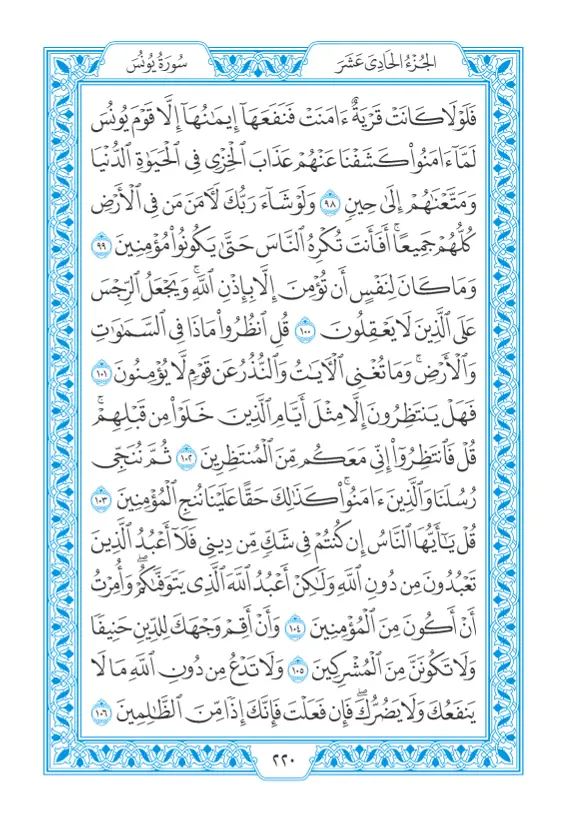 الجُزْءُ الحَادِى عَشَرَ
سُورَةُ يُونُسَ
فَلَوْلَا كَانَتْ قَرْيَةٌ ءَامَنَتْ فَنَفَعَهَآ إِيمَٰنُهَآ إِلَّا قَوْمَ يُونُسَ
لَمَّآ ءَامَنُوا۟ كَشَفْنَا عَنْهُمْ عَذَابَ ٱلْخِزْىِ فِى ٱلْحَيَوٰةِ ٱلدُّنْيَا
وَمَتَّعْنَٰهُمْ إِلَىٰ حِينٍ ٩٨ وَلَوْ شَآءَ رَبُّكَ لَءَامَنَ مَن فِى ٱلْأَرْضِ
كُلُّهُمْ جَمِيعًا ۚ أَفَأَنتَ تُكْرِهُ ٱلنَّاسَ حَتَّىٰ يَكُونُوا۟ مُؤْمِنِينَ ٩٩
وَمَا كَانَ لِنَفْسٍ أَن تُؤْمِنَ إِلَّا بِإِذْنِ ٱللَّهِ ۚ وَيَجْعَلُ ٱلرِّجْسَ
عَلَى ٱلَّذِينَ لَا يَعْقِلُونَ ١٠٠ قُلِ ٱنظُرُوا۟ مَاذَا فِى ٱلسَّمَٰوَٰتِ
وَٱلْأَرْضِ ۚ وَمَا تُغْنِى ٱلْءَايَٰتُ وَٱلنُّذُرُ عَن قَوْمٍ لَّا يُؤْمِنُونَ ١٠١
فَهَلْ يَنتَظِرُونَ إِلَّا مِثْلَ أَيَّامِ ٱلَّذِينَ خَلَوْا۟ مِن قَبْلِهِمْ ۚ
قُلْ فَٱنتَظِرُوٓا۟ إِنِّى مَعَكُم مِّنَ ٱلْمُنتَظِرِينَ ١٠٢ ثُمَّ نُنَجِّى
رُسُلَنَا وَٱلَّذِينَ ءَامَنُوا۟ ۚ كَذَٰلِكَ حَقًّا عَلَيْنَا نُنجِ ٱلْمُؤْمِنِينَ ١٠٣
قُلْ يَٰٓأَيُّهَا ٱلنَّاسُ إِن كُنتُمْ فِى شَكٍّ مِّن دِينِى فَلَآ أَعْبُدُ ٱلَّذِينَ
تَعْبُدُونَ مِن دُونِ ٱللَّهِ وَلَٰكِنْ أَعْبُدُ ٱللَّهَ ٱلَّذِى يَتَوَفَّىٰكُمْ ۖ وَأُمِرْتُ
أَنْ أَكُونَ مِنَ ٱلْمُؤْمِنِينَ ١٠٤ وَأَنْ أَقِمْ وَجْهَكَ لِلدِّينِ حَنِيفًا
وَلَا تَكُونَنَّ مِنَ ٱلْمُشْرِكِينَ ١٠٥ وَلَا تَدْعُ مِن دُونِ ٱللَّهِ مَا لَا
يَنفَعُكَ وَلَا يَضُرُّكَ ۖ فَإِن فَعَلْتَ فَإِنَّكَ إِذًا مِّنَ ٱلظَّٰلِمِينَ ١٠٦
٢٢٠